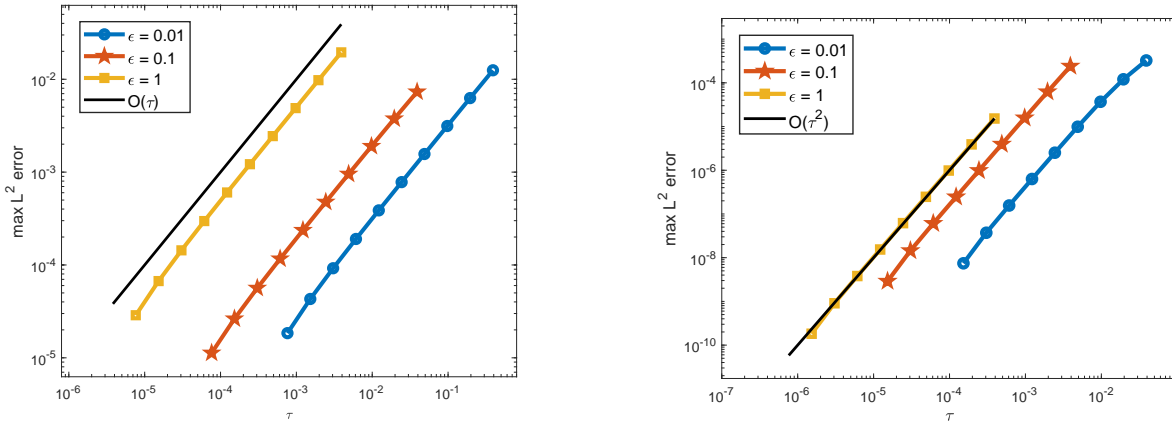 ϵ = 0.01
ϵ = 0.1
ϵ = 1
O(τ)
10^-2
10^-3
10^-4
10^-5
max L^2 error
10^-6 10^-5 10^-4 10^-3 10^-2 10^-1
τ
ϵ = 0.01
ϵ = 0.1
ϵ = 1
O(τ^2)
10^-4
10^-6
10^-8
10^-10
max L^2 error
10^-7 10^-6 10^-5 10^-4 10^-3 10^-2
τ